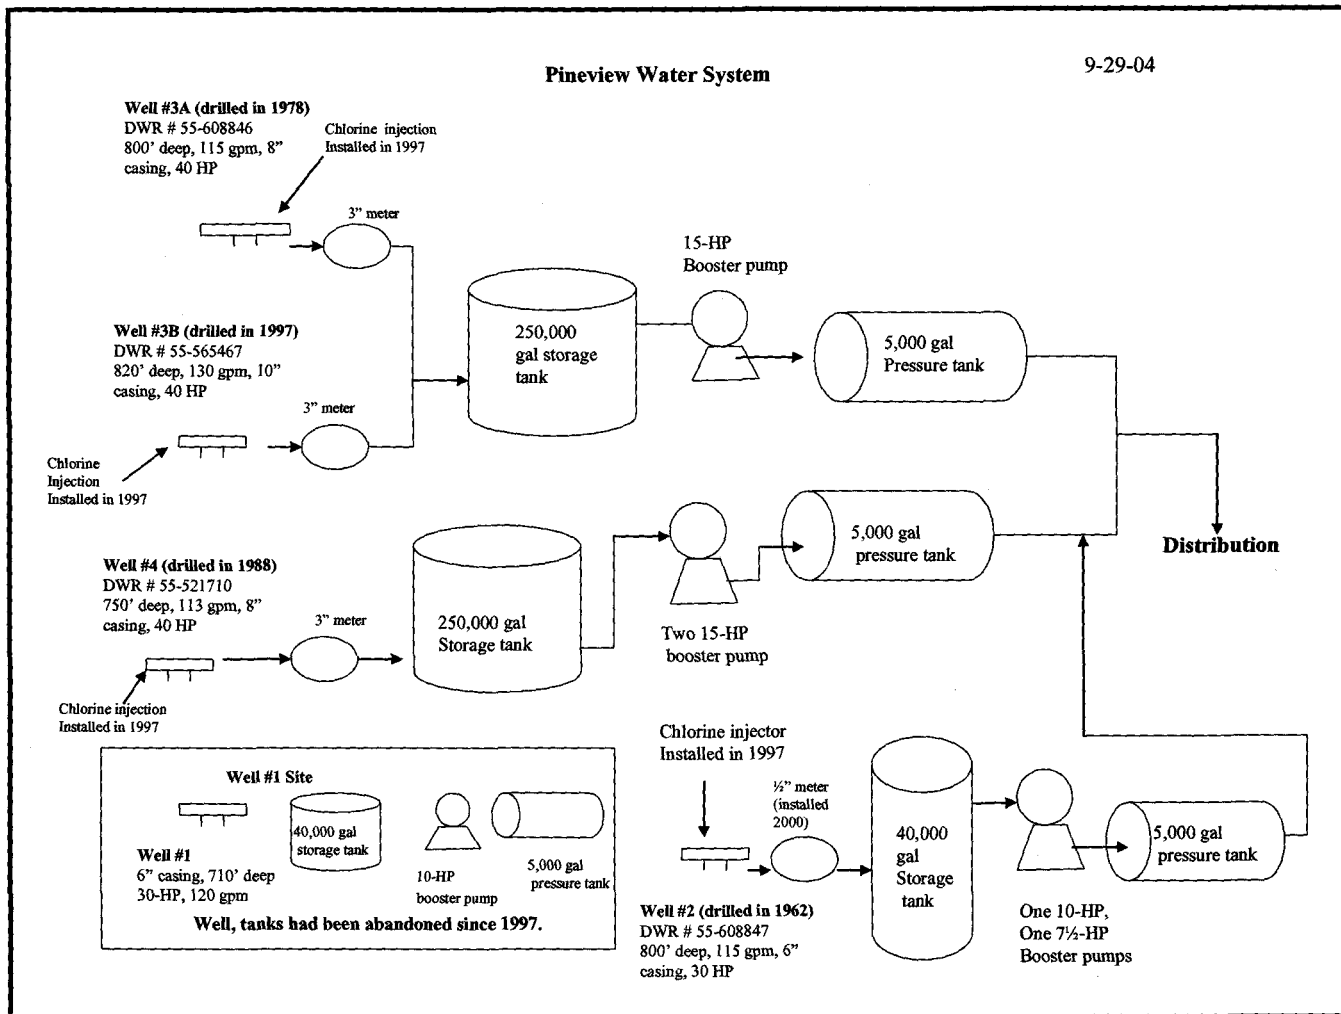 Pineview Water System
9-29-04
Well #3A (drilled in 1978)
DWR # 55-608846
800' deep, 115 gpm, 8"
casing, 40 HP
Chlorine injection
Installed in 1997
3" meter
15-HP
Booster pump
250,000
gal storage
tank
5,000 gal
Pressure tank
Well #3B (drilled in 1997)
DWR # 55-565467
820' deep, 130 gpm, 10"
casing, 40 HP
3" meter
Chlorine
Injection
Installed in 1997
5,000 gal
pressure tank
Distribution
Well #4 (drilled in 1988)
DWR # 55-521710
750' deep, 113 gpm, 8"
casing, 40 HP
3" meter
250,000 gal
Storage tank
Two 15-HP
booster pump
Chlorine injection
Installed in 1997
Chlorine injector
Installed in 1997
½" meter
(installed
2000)
40,000
gal
Storage
tank
5,000 gal
pressure tank
Well #2 (drilled in 1962)
DWR # 55-608847
800' deep, 115 gpm, 6"
casing, 30 HP
One 10-HP,
One 7½-HP
Booster pumps
Well #1 Site
40,000 gal
storage tank
Well #1
6" casing, 710' deep
30-HP, 120 gpm
10-HP
booster pump
5,000 gal
pressure tank
Well, tanks had been abandoned since 1997.